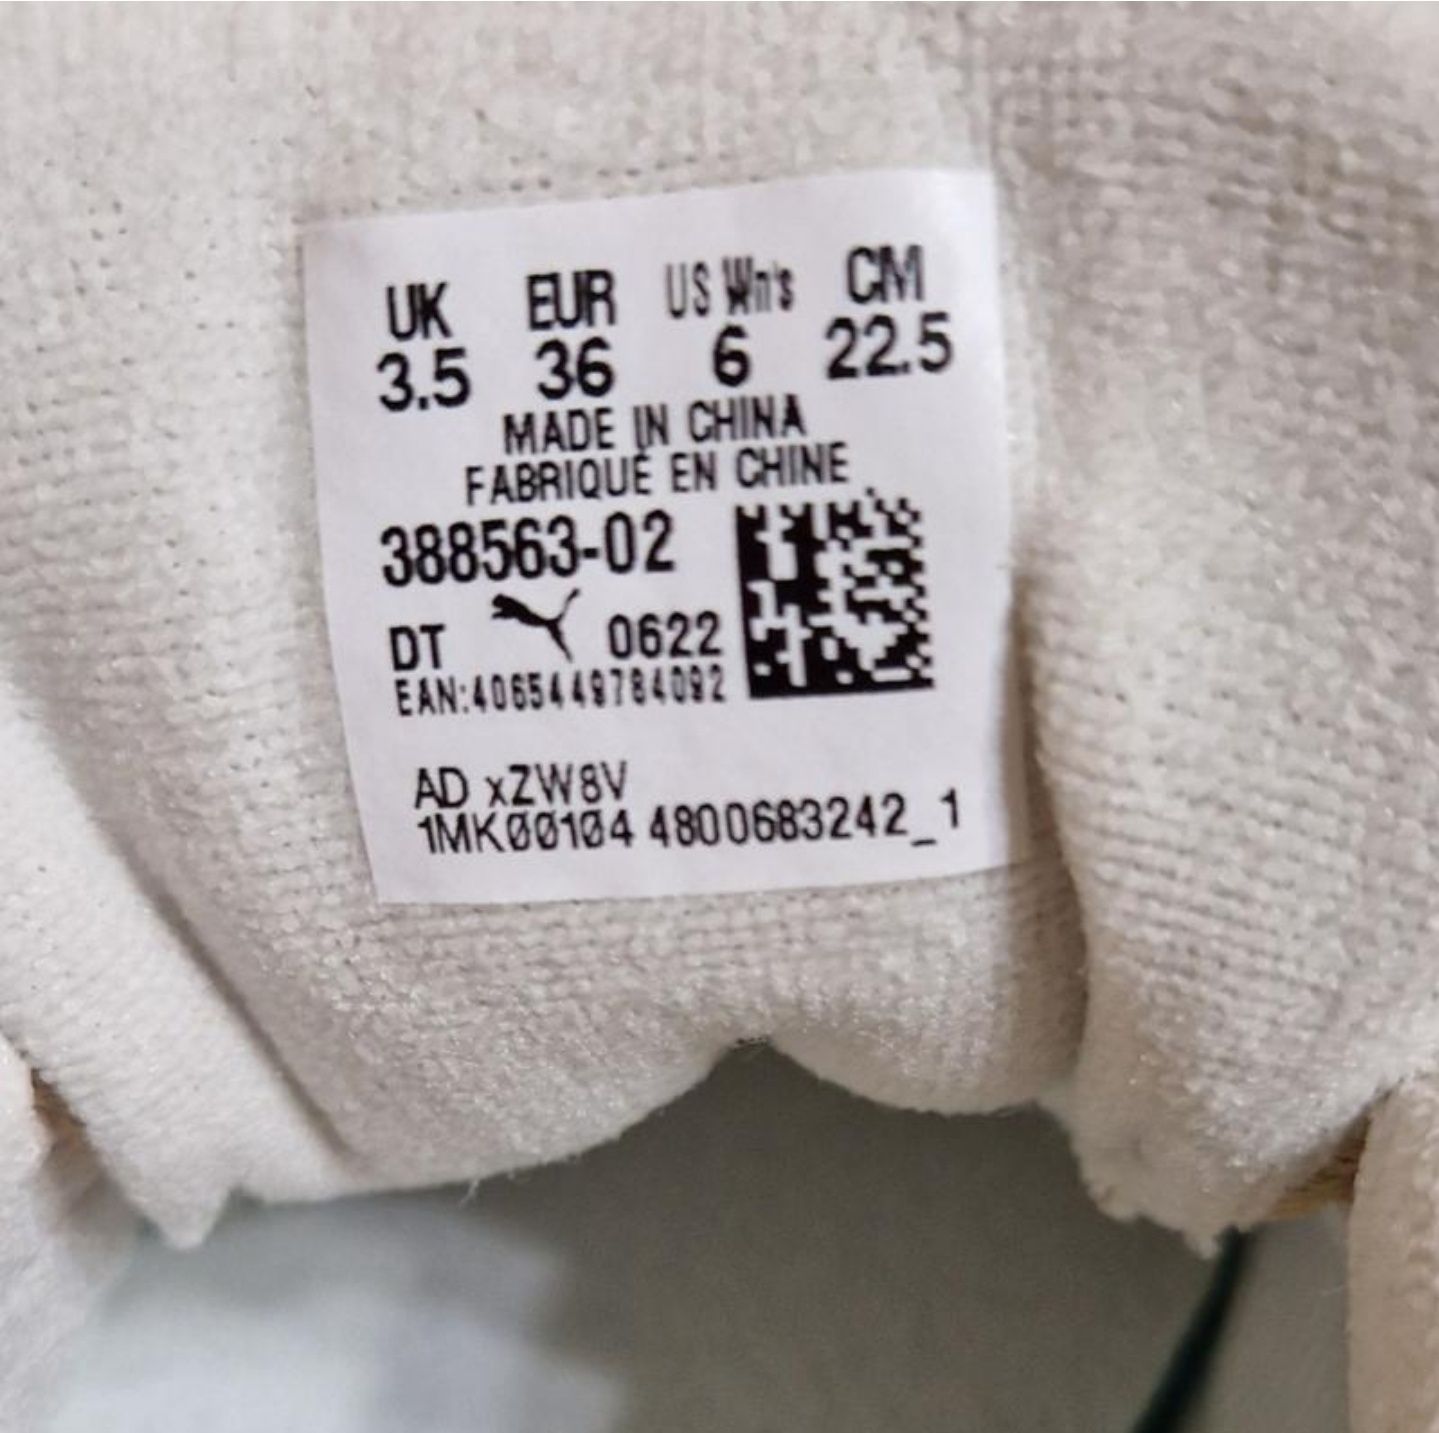 UK EUR US Wn's CM
3.5 36 6 22.5
MADE IN CHINA
FABRIQUÉ EN CHINE
388563-02
DT 0622
EAN:4065449784092
AD xZW8V
1MK00104 4800683242_1